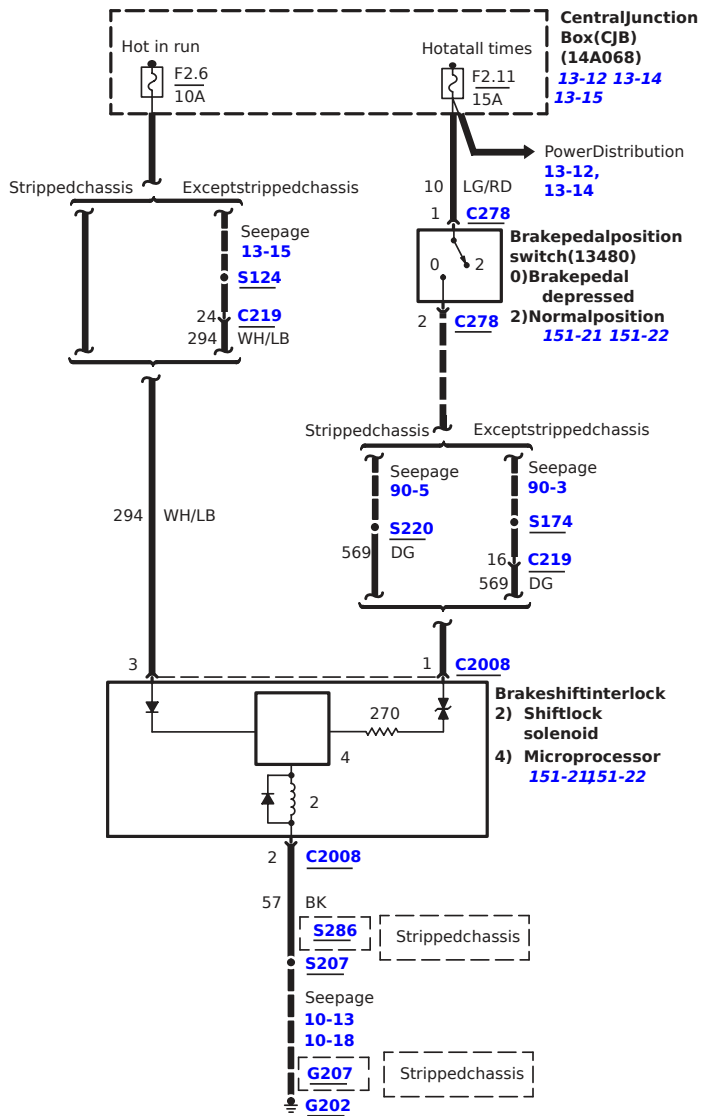 CentralJunction
Box(CJB)
(14A068)
13-12 13-14
13-15
Hot in run
F2.6
10A
Hotatall times
F2.11
15A
PowerDistribution
13-12,
13-14
Strippedchassis
Exceptstrippedchassis
10 LG/RD
1 C278
Seepage
13-15
S124
24 C219
294 WH/LB
Brakepedalposition
switch(13480)
0)Brakepedal
depressed
2)Normalposition
151-21 151-22
0 2
2 C278
Strippedchassis
Exceptstrippedchassis
Seepage
90-5
S220
569 DG
Seepage
90-3
S174
16 C219
569 DG
294 WH/LB
3
1 C2008
Brakeshiftinterlock
2) Shiftlock
solenoid
4) Microprocessor
151-21,151-22
270
4
2
2 C2008
57 BK
S286
Strippedchassis
S207
Seepage
10-13
10-18
G207
Strippedchassis
G202